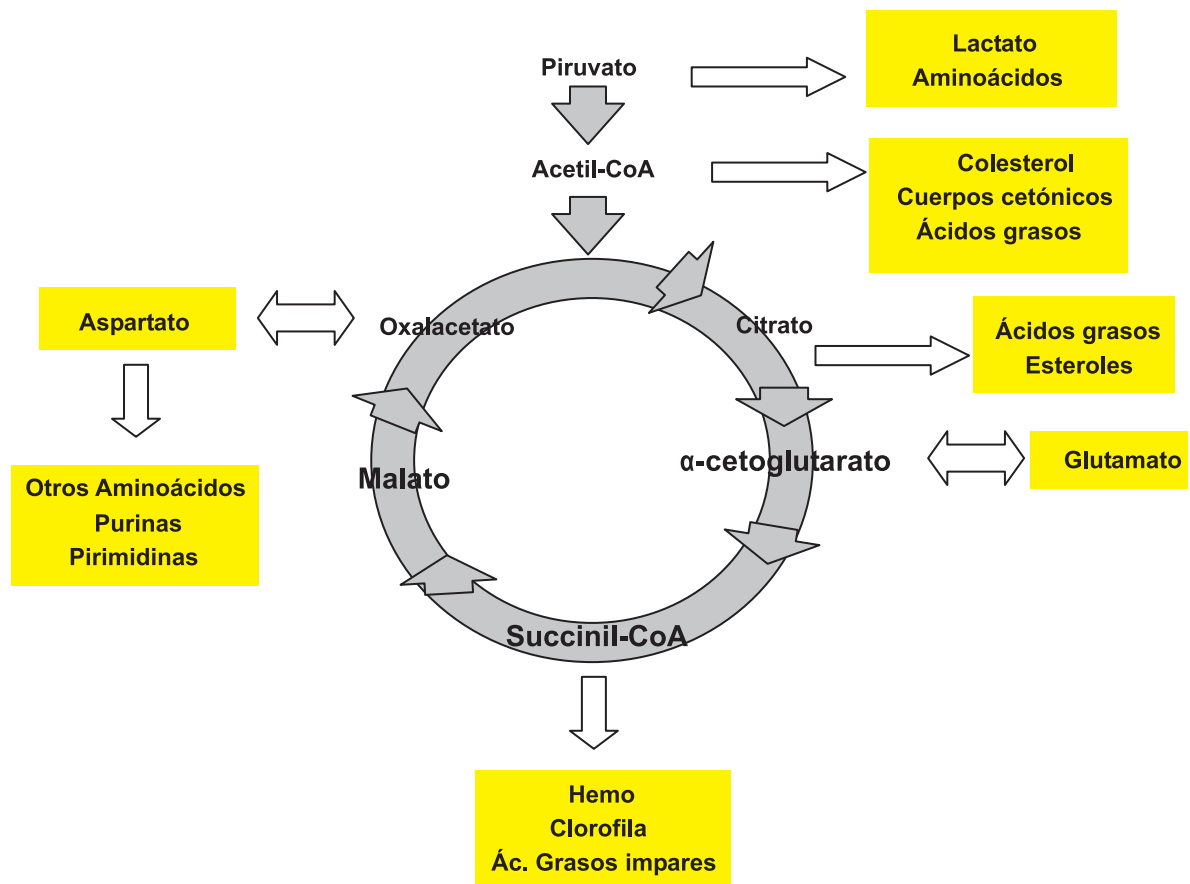 Piruvato
Lactato
Aminoácidos
Acetil-CoA
Colesterol
Cuerpos cetónicos
Ácidos grasos
Aspartato
Oxalacetato
Citrato
Ácidos grasos
Esteroles
Otros Aminoácidos
Purinas
Pirimidinas
Malato
α-cetoglutarato
Glutamato
Succinil-CoA
Hemo
Clorofila
Ác. Grasos impares